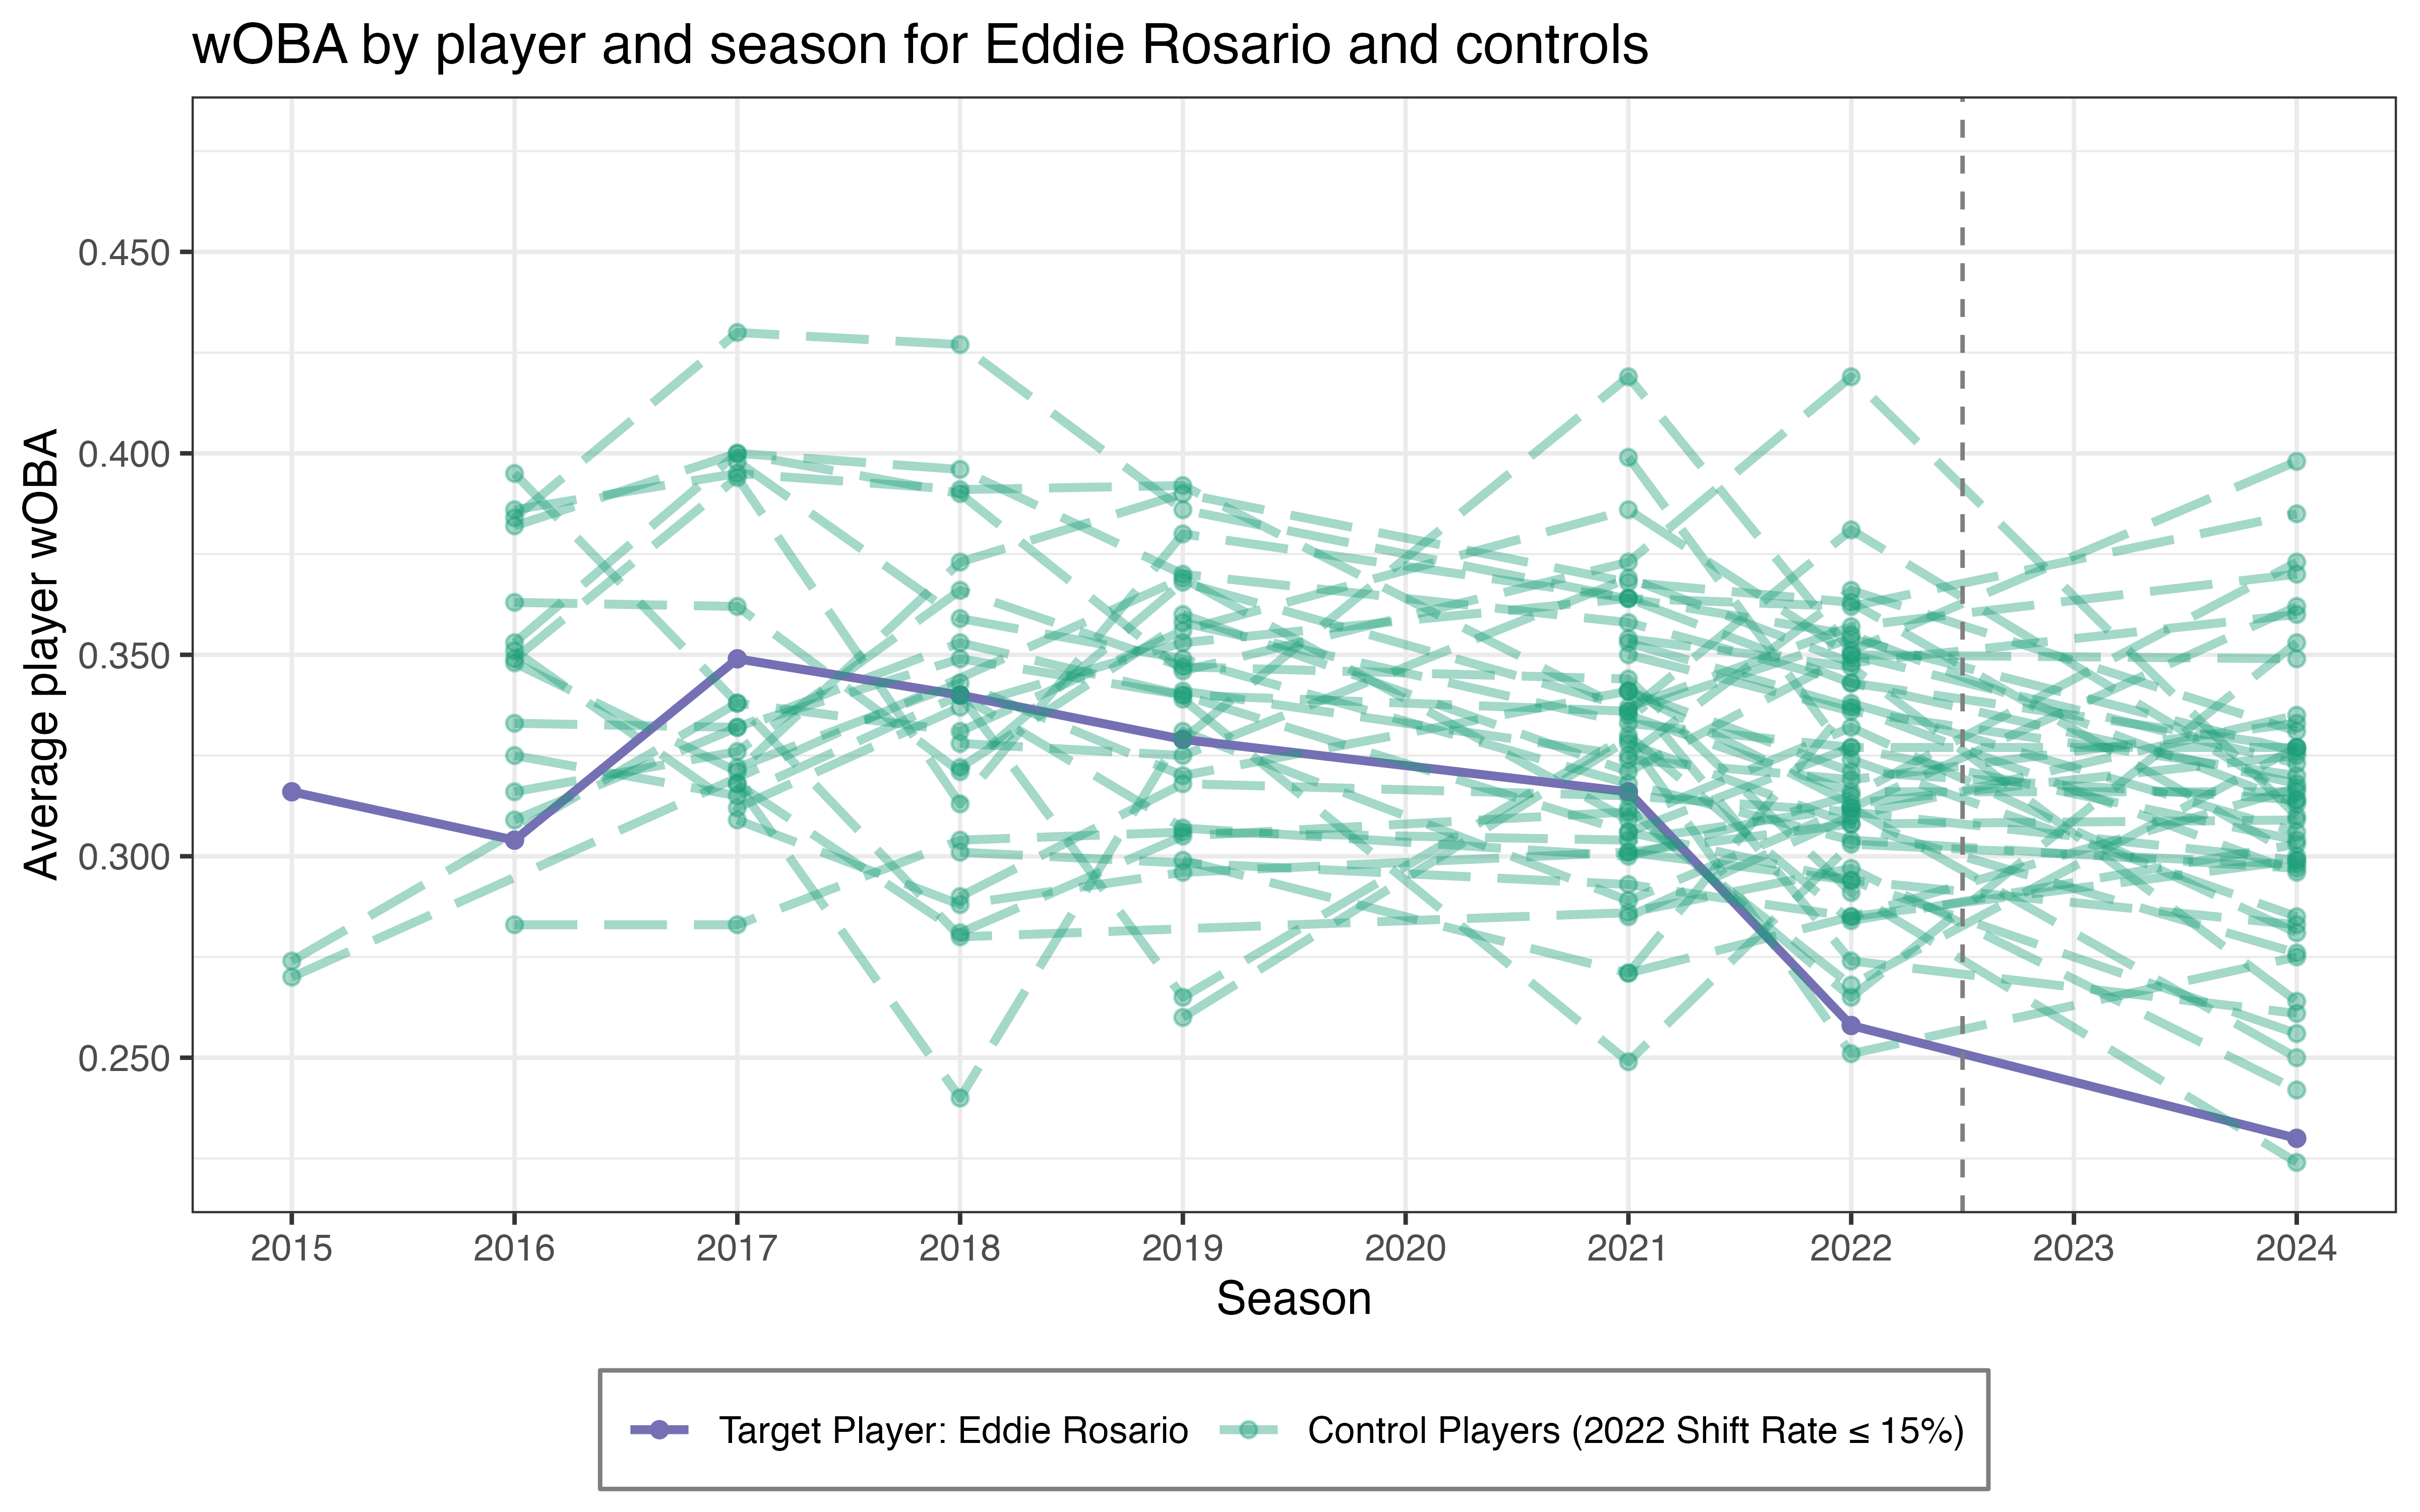 wOBA by player and season for Eddie Rosario and controls
Average player wOBA
0.450
0.400
0.350
0.300
0.250
2015 2016 2017 2018 2019 2020 2021 2022 2023 2024
Season
Target Player: Eddie Rosario Control Players (2022 Shift Rate ≤ 15%)